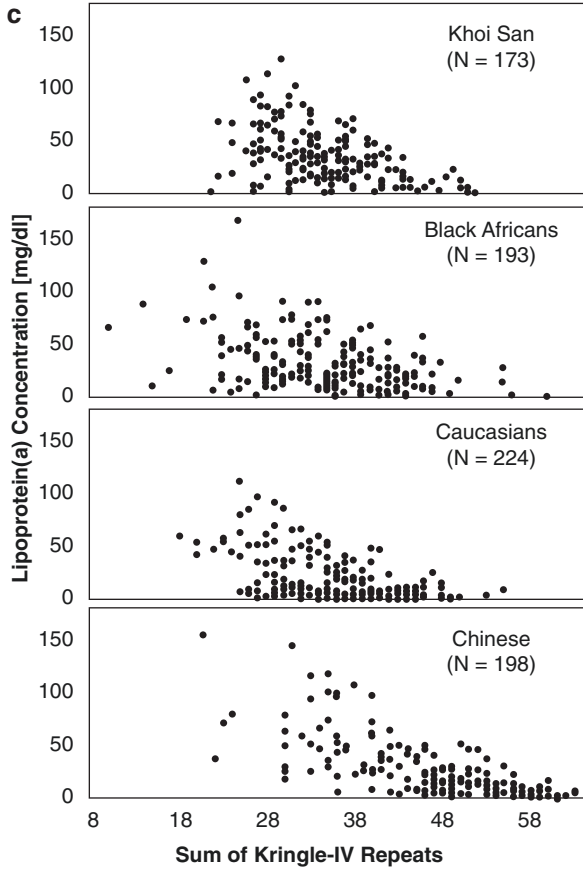 c
Lipoprotein(a) Concentration [mg/dl]
150
100
50
0
Khoi San
(N = 173)
150
100
50
0
Black Africans
(N = 193)
150
100
50
0
Caucasians
(N = 224)
150
100
50
0
Chinese
(N = 198)
8 18 28 38 48 58
Sum of Kringle-IV Repeats